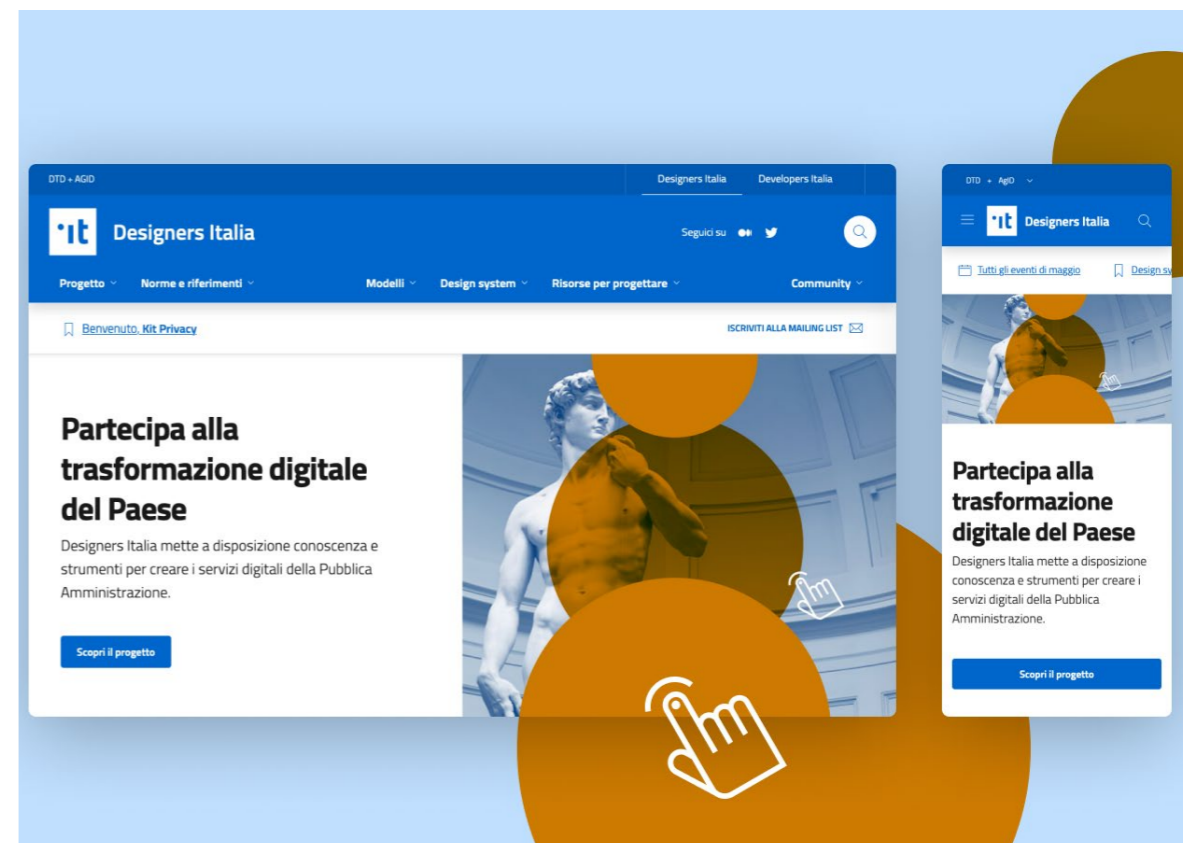 DTD + AGID
Designers Italia Developers Italia
·it Designers Italia
Seguici su
Progetto Norme e riferimenti Modelli Design system Risorse per progettare Community
Benvenuto, Kit Privacy
ISCRIVITI ALLA MAILING LIST
Partecipa alla
trasformazione digitale
del Paese
Designers Italia mette a disposizione conoscenza e
strumenti per creare i servizi digitali della Pubblica
Amministrazione.
Scopri il progetto
DTD + AgID
·it Designers Italia
Tutti gli eventi di maggio Design sy
Partecipa alla
trasformazione
digitale del Paese
Designers Italia mette a disposizione
conoscenza e strumenti per creare i
servizi digitali della Pubblica
Amministrazione.
Scopri il progetto